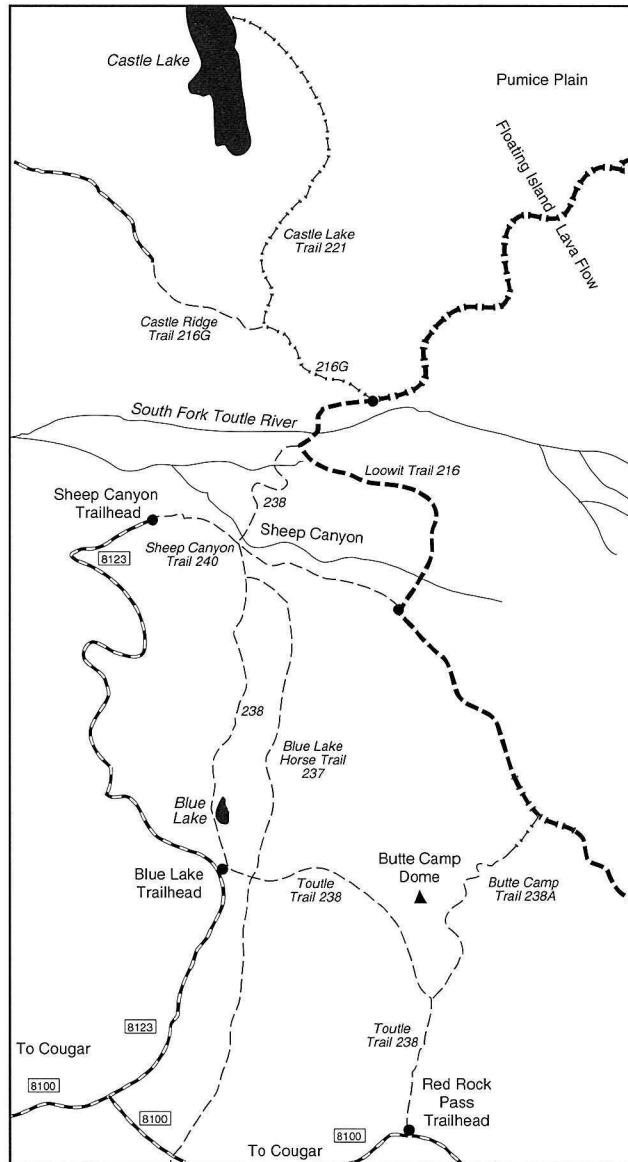 Castle Lake
Pumice Plain
Floating Island
Lava Flow
Castle Lake
Trail 221
Castle Ridge
Trail 216G
216G
South Fork Toutle River
Loowit Trail 216
Sheep Canyon
Trailhead
238
Sheep Canyon
Sheep Canyon
Trail 240
8123
238
Blue Lake
Horse Trail
237
Blue
Lake
Blue Lake
Trailhead
Toutle
Trail 238
Butte Camp
Dome
Butte Camp
Trail 238A
8123
To Cougar
8100
8100
Toutle
Trail 238
Red Rock
Pass
Trailhead
8100
To Cougar